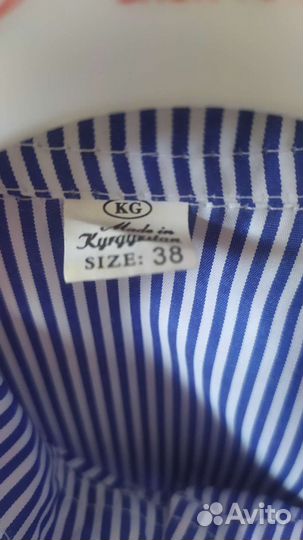 KG
Made in
Kyrgyzstan
SIZE: 38
Avito